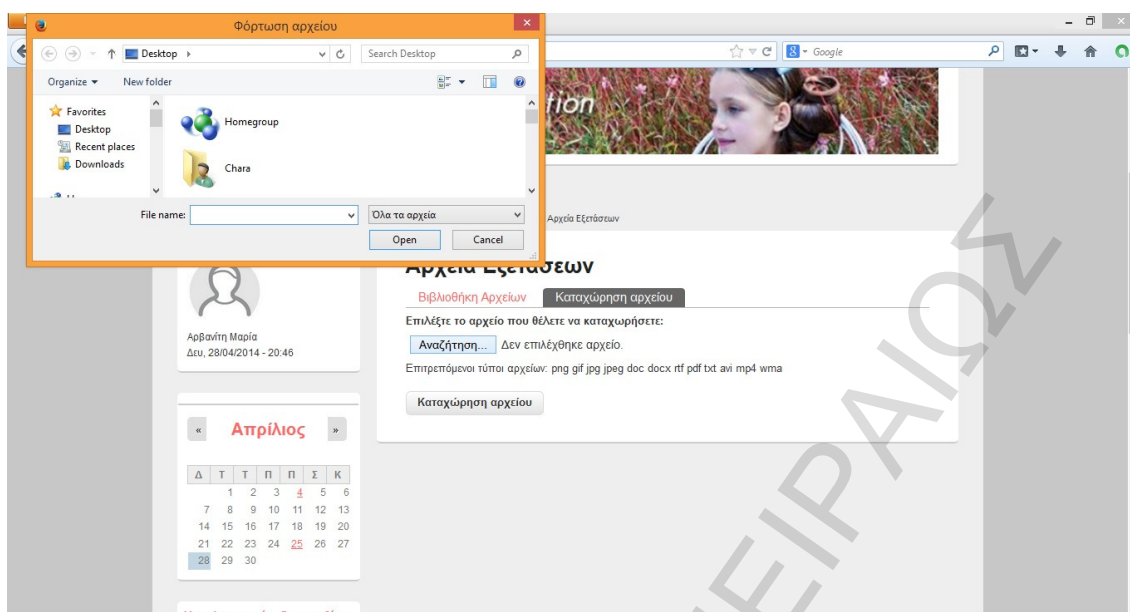 Φόρτωση αρχείου
Desktop
Search Desktop
Google
Organize
New folder
Favorites
Desktop
Recent places
Downloads
Homegroup
Chara
File name:
Όλα τα αρχεία
Open
Cancel
tion
Αρχεία Εξετάσεων
Αρχεία Εξετάσεων
Βιβλιοθήκη Αρχείων
Καταχώρηση αρχείου
Επιλέξτε το αρχείο που θέλετε να καταχωρήσετε:
Αναζήτηση...
Δεν επιλέχθηκε αρχείο.
Επιτρεπόμενοι τύποι αρχείων: png gif jpg jpeg doc docx rtf pdf txt avi mp4 wma
Καταχώρηση αρχείου
Αρβανίτη Μαρία
Δευ, 28/04/2014 - 20:46
« Απρίλιος »
Δ Τ Τ Π Π Σ Κ
1 2 3 4 5 6
7 8 9 10 11 12 13
14 15 16 17 18 19 20
21 22 23 24 25 26 27
28 29 30
ΠΕΙΡΑΙΩΣ